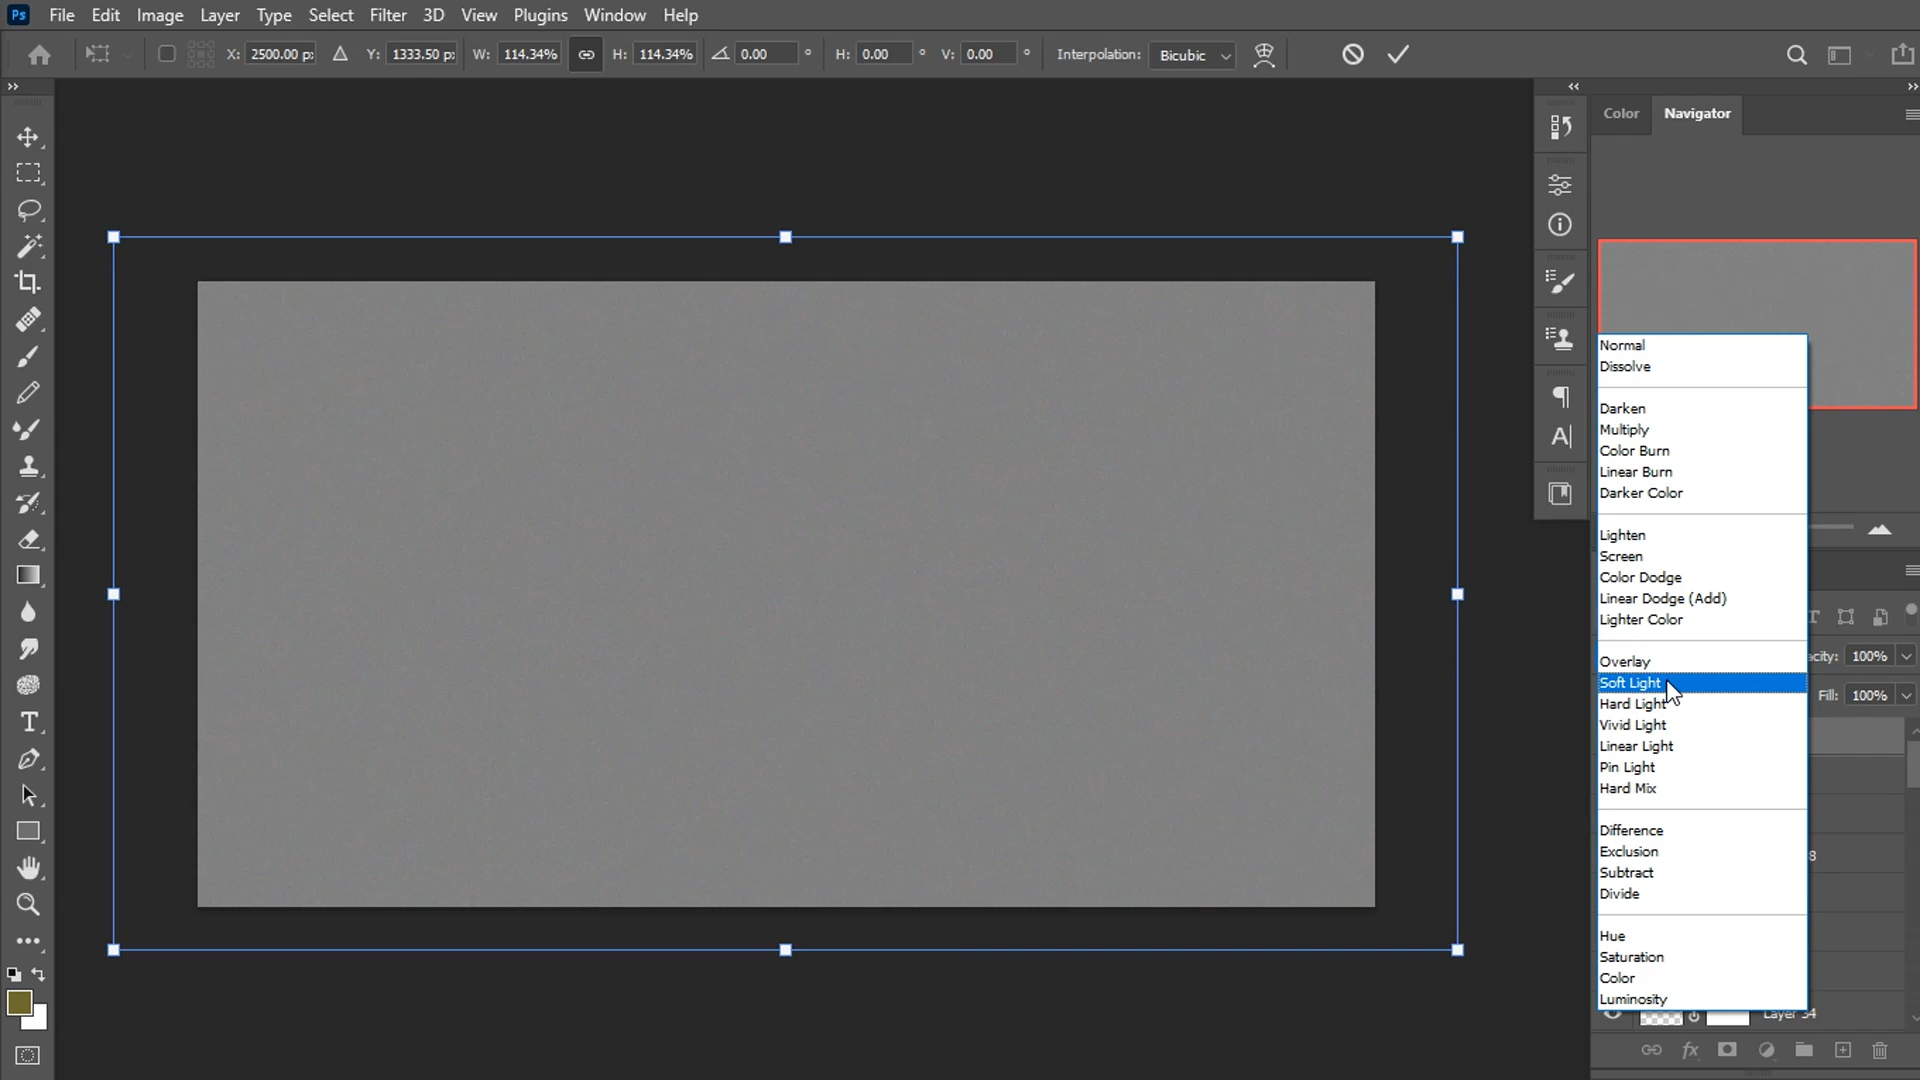 Ps File Edit Image Layer Type Select Filter 3D View Plugins Window Help
X: 2500.00 p: Y: 1333.50 p: W: 114.34% H: 114.34% 0.00 ° H: 0.00 ° V: 0.00 ° Interpolation: Bicubic
Color Navigator
Normal
Dissolve
Darken
Multiply
Color Burn
Linear Burn
Darker Color
Lighten
Screen
Color Dodge
Linear Dodge (Add)
Lighter Color
Overlay
acity: 100%
Soft Light
Fill: 100%
Hard Light
Vivid Light
Linear Light
Pin Light
Hard Mix
Difference
Exclusion
8
Subtract
Divide
Hue
Saturation
Color
Luminosity
Layer 34
fx